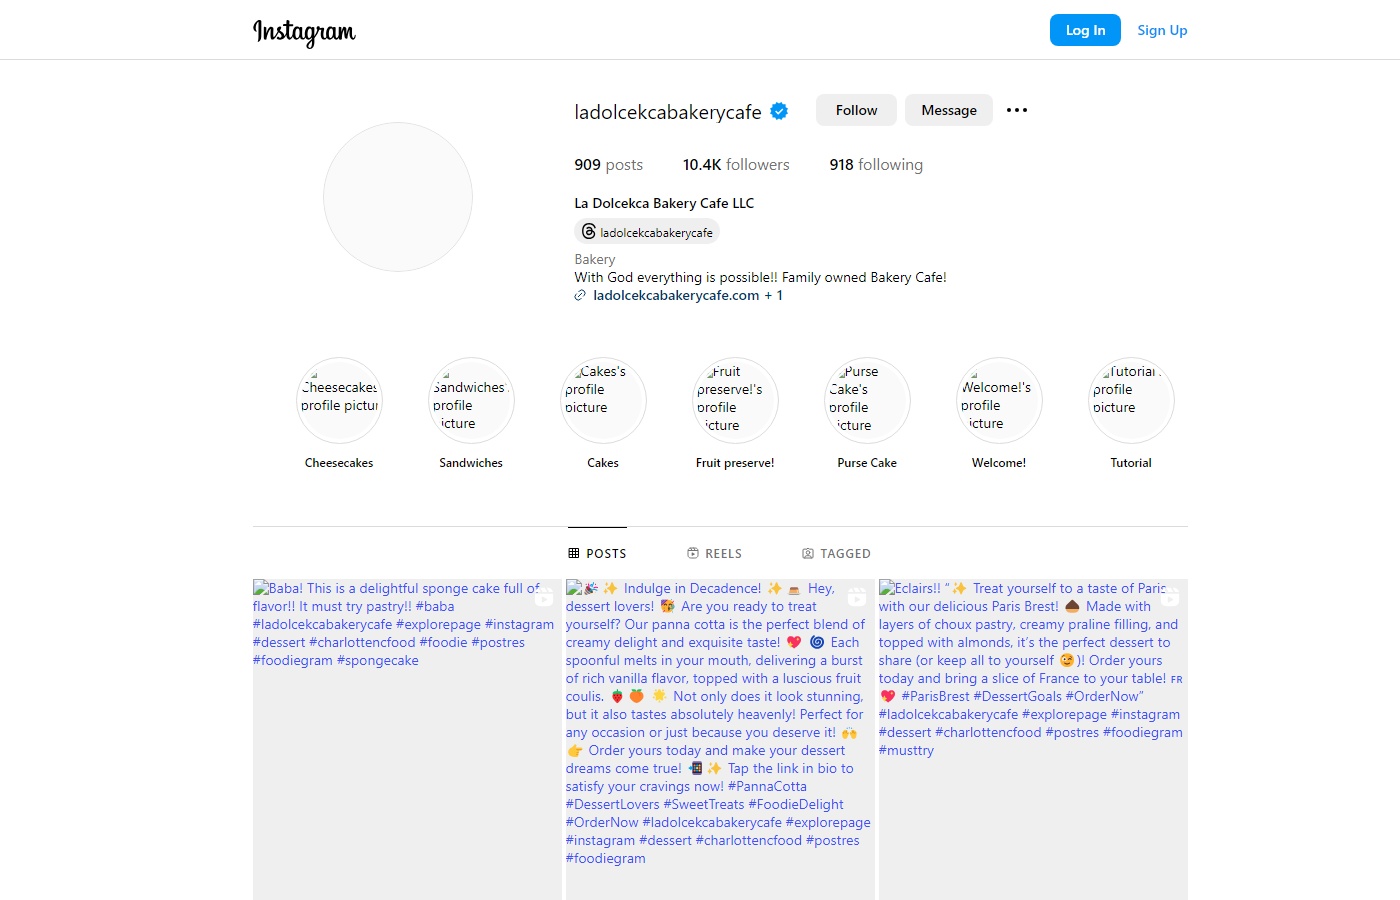 Instagram
Log In
Sign Up
ladolcekcabakerycafe
Follow
Message
909 posts
10.4K followers
918 following
La Dolcekca Bakery Cafe LLC
ladolcekcabakerycafe
Bakery
With God everything is possible!! Family owned Bakery Cafe!
ladolcekcabakerycafe.com + 1
Cheesecakes
profile pictur
Sandwiches'
profile
icture
Cakes's
profile
picture
Fruit
preserve!'s
profile
icture
Purse
Cake's
profile
picture
Welcome!'s
profile
icture
Tutorial
profile
picture
Cheesecakes
Sandwiches
Cakes
Fruit preserve!
Purse Cake
Welcome!
Tutorial
POSTS
REELS
TAGGED
Baba! This is a delightful sponge cake full of
flavor!! It must try pastry!! #baba
#ladolcekcabakerycafe #explorepage #instagram
#dessert #charlottencfood #foodie #postres
#foodiegram #spongecake
🎉 ✨ Indulge in Decadence! ✨ 🍮 Hey,
dessert lovers! 🥳 Are you ready to treat
yourself? Our panna cotta is the perfect blend of
creamy delight and exquisite taste! 💖 🌀 Each
spoonful melts in your mouth, delivering a burst
of rich vanilla flavor, topped with a luscious fruit
coulis. 🍓 🍑 🌟 Not only does it look stunning,
but it also tastes absolutely heavenly! Perfect for
any occasion or just because you deserve it! 🙌
👉 Order yours today and make your dessert
dreams come true! 📲 ✨ Tap the link in bio to
satisfy your cravings now! #PannaCotta
#DessertLovers #SweetTreats #FoodieDelight
#OrderNow #ladolcekcabakerycafe #explorepage
#instagram #dessert #charlottencfood #postres
#foodiegram
Eclairs!! “✨ Treat yourself to a taste of Paris
with our delicious Paris Brest! 🌰 Made with
layers of choux pastry, creamy praline filling, and
topped with almonds, it’s the perfect dessert to
share (or keep all to yourself 😉)! Order yours
today and bring a slice of France to your table! 🇫🇷
💖 #ParisBrest #DessertGoals #OrderNow”
#ladolcekcabakerycafe #explorepage #instagram
#dessert #charlottencfood #postres #foodiegram
#musttry